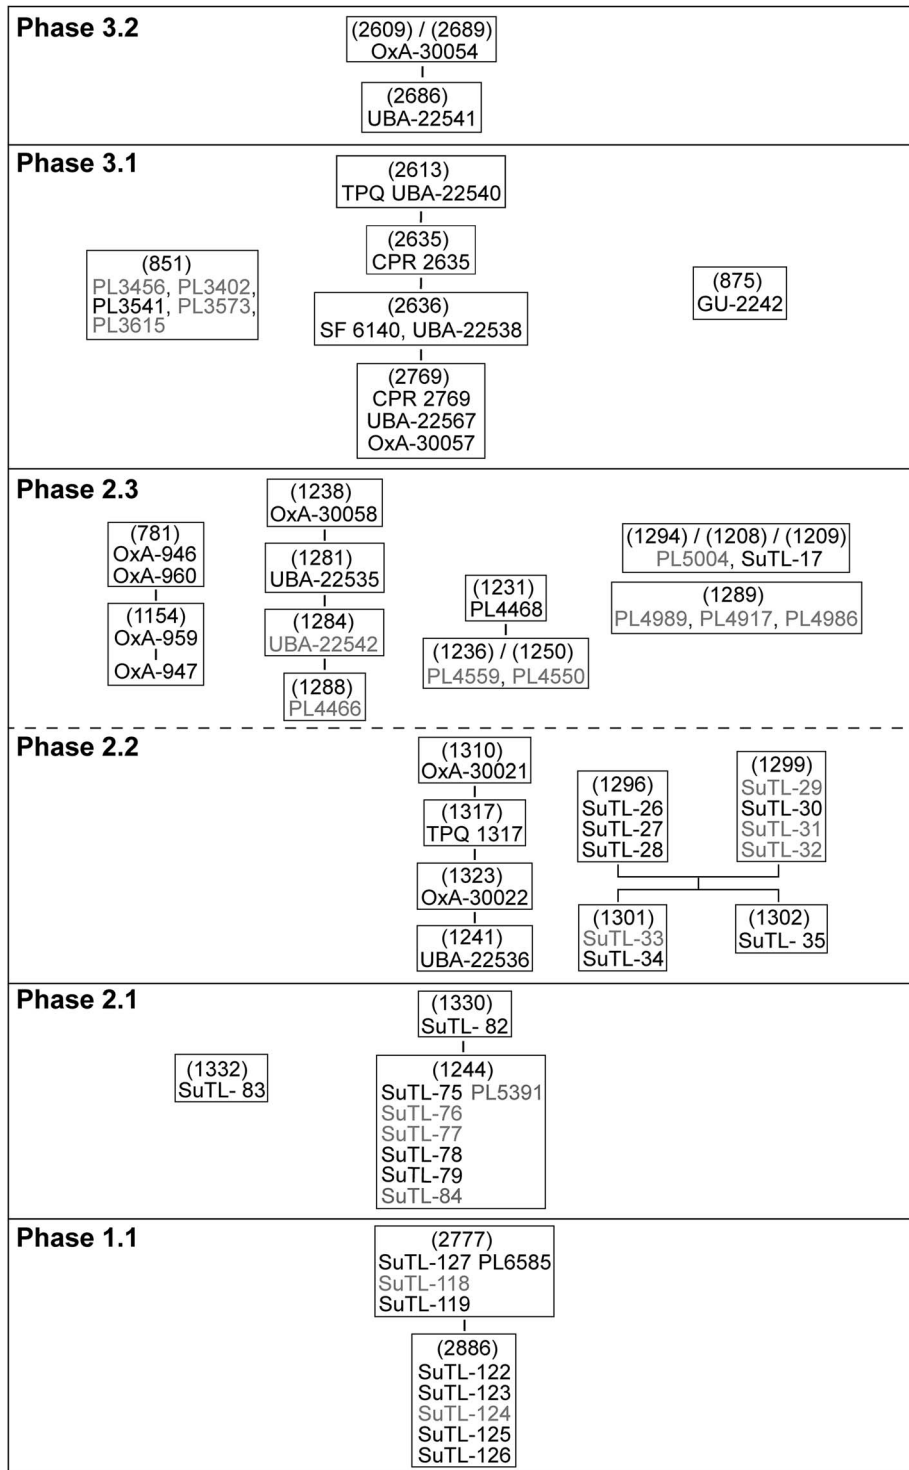 Phase 3.2
(2609) / (2689)
OxA-30054
(2686)
UBA-22541
Phase 3.1
(2613)
TPQ UBA-22540
(2635)
CPR 2635
(851)
PL3456, PL3402,
PL3541, PL3573,
PL3615
(2636)
SF 6140, UBA-22538
(875)
GU-2242
(2769)
CPR 2769
UBA-22567
OxA-30057
Phase 2.3
(781)
OxA-946
OxA-960
(1154)
OxA-959
OxA-947
(1238)
OxA-30058
(1281)
UBA-22535
(1284)
UBA-22542
(1288)
PL4466
(1231)
PL4468
(1236) / (1250)
PL4559, PL4550
(1294) / (1208) / (1209)
PL5004, SuTL-17
(1289)
PL4989, PL4917, PL4986
Phase 2.2
(1310)
OxA-30021
(1317)
TPQ 1317
(1323)
OxA-30022
(1241)
UBA-22536
(1296)
SuTL-26
SuTL-27
SuTL-28
(1299)
SuTL-29
SuTL-30
SuTL-31
SuTL-32
(1301)
SuTL-33
SuTL-34
(1302)
SuTL- 35
Phase 2.1
(1330)
SuTL- 82
(1332)
SuTL- 83
(1244)
SuTL-75 PL5391
SuTL-76
SuTL-77
SuTL-78
SuTL-79
SuTL-84
Phase 1.1
(2777)
SuTL-127 PL6585
SuTL-118
SuTL-119
(2886)
SuTL-122
SuTL-123
SuTL-124
SuTL-125
SuTL-126